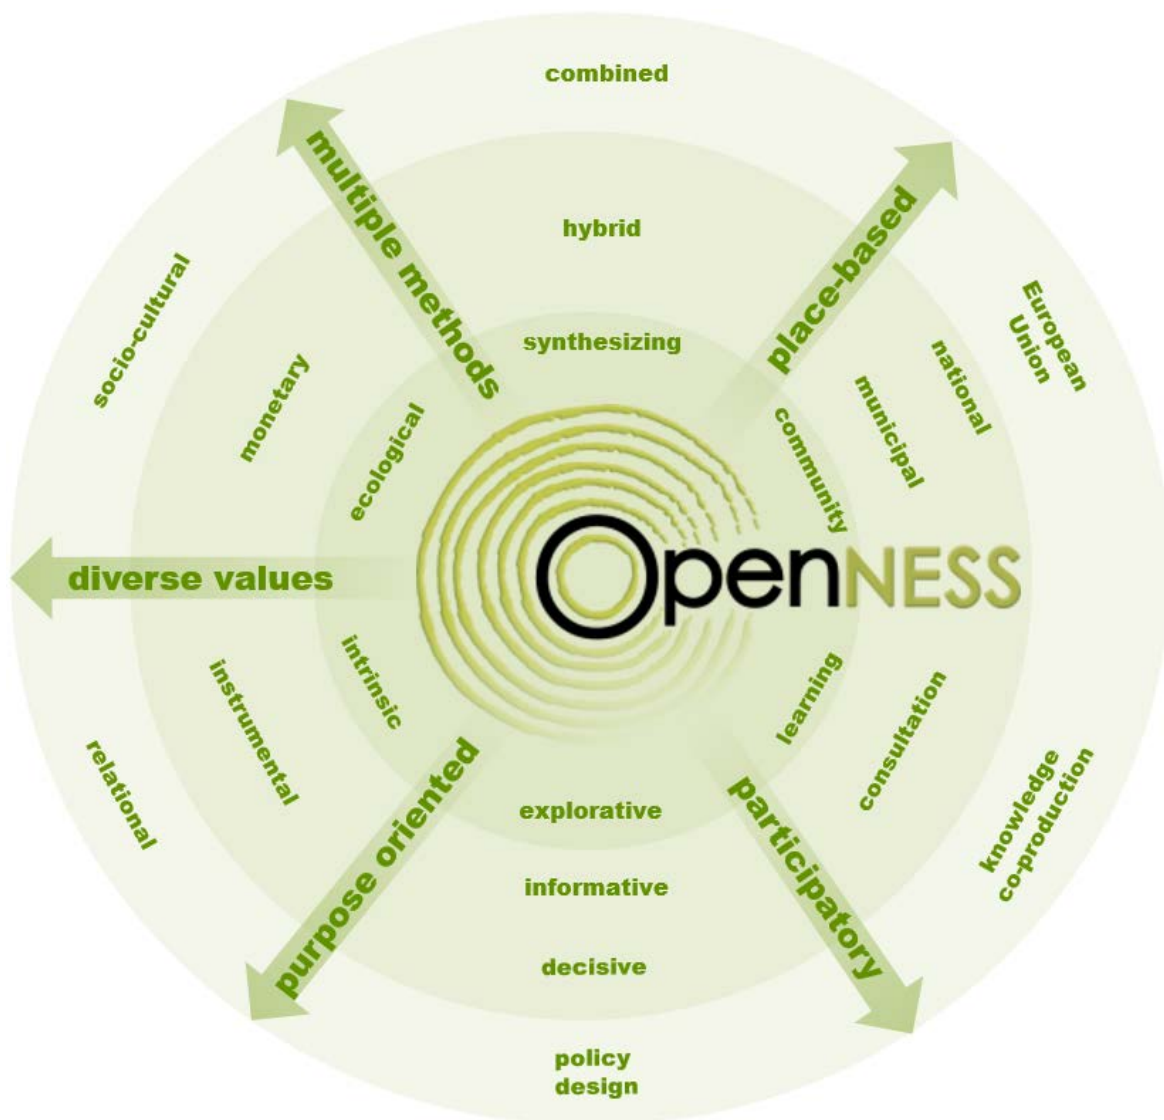 combined
hybrid
synthesizing
multiple methods
place-based
European
Union
national
municipal
community
socio-cultural
monetary
ecological
diverse values
OpenNESS
intrinsic
instrumental
relational
learning
consultation
knowledge
co-production
purpose oriented
participatory
explorative
informative
decisive
policy
design